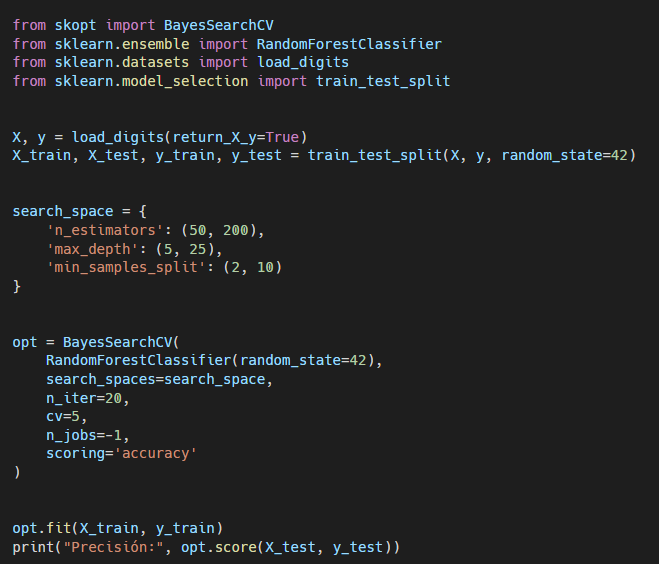 from skopt import BayesSearchCV
from sklearn.ensemble import RandomForestClassifier
from sklearn.datasets import load_digits
from sklearn.model_selection import train_test_split
X, y = load_digits(return_X_y=True)
X_train, X_test, y_train, y_test = train_test_split(X, y, random_state=42)
search_space = {
    'n_estimators': (50, 200),
    'max_depth': (5, 25),
    'min_samples_split': (2, 10)
}
opt = BayesSearchCV(
    RandomForestClassifier(random_state=42),
    search_spaces=search_space,
    n_iter=20,
    cv=5,
    n_jobs=-1,
    scoring='accuracy'
)
opt.fit(X_train, y_train)
print("Precisión:", opt.score(X_test, y_test))